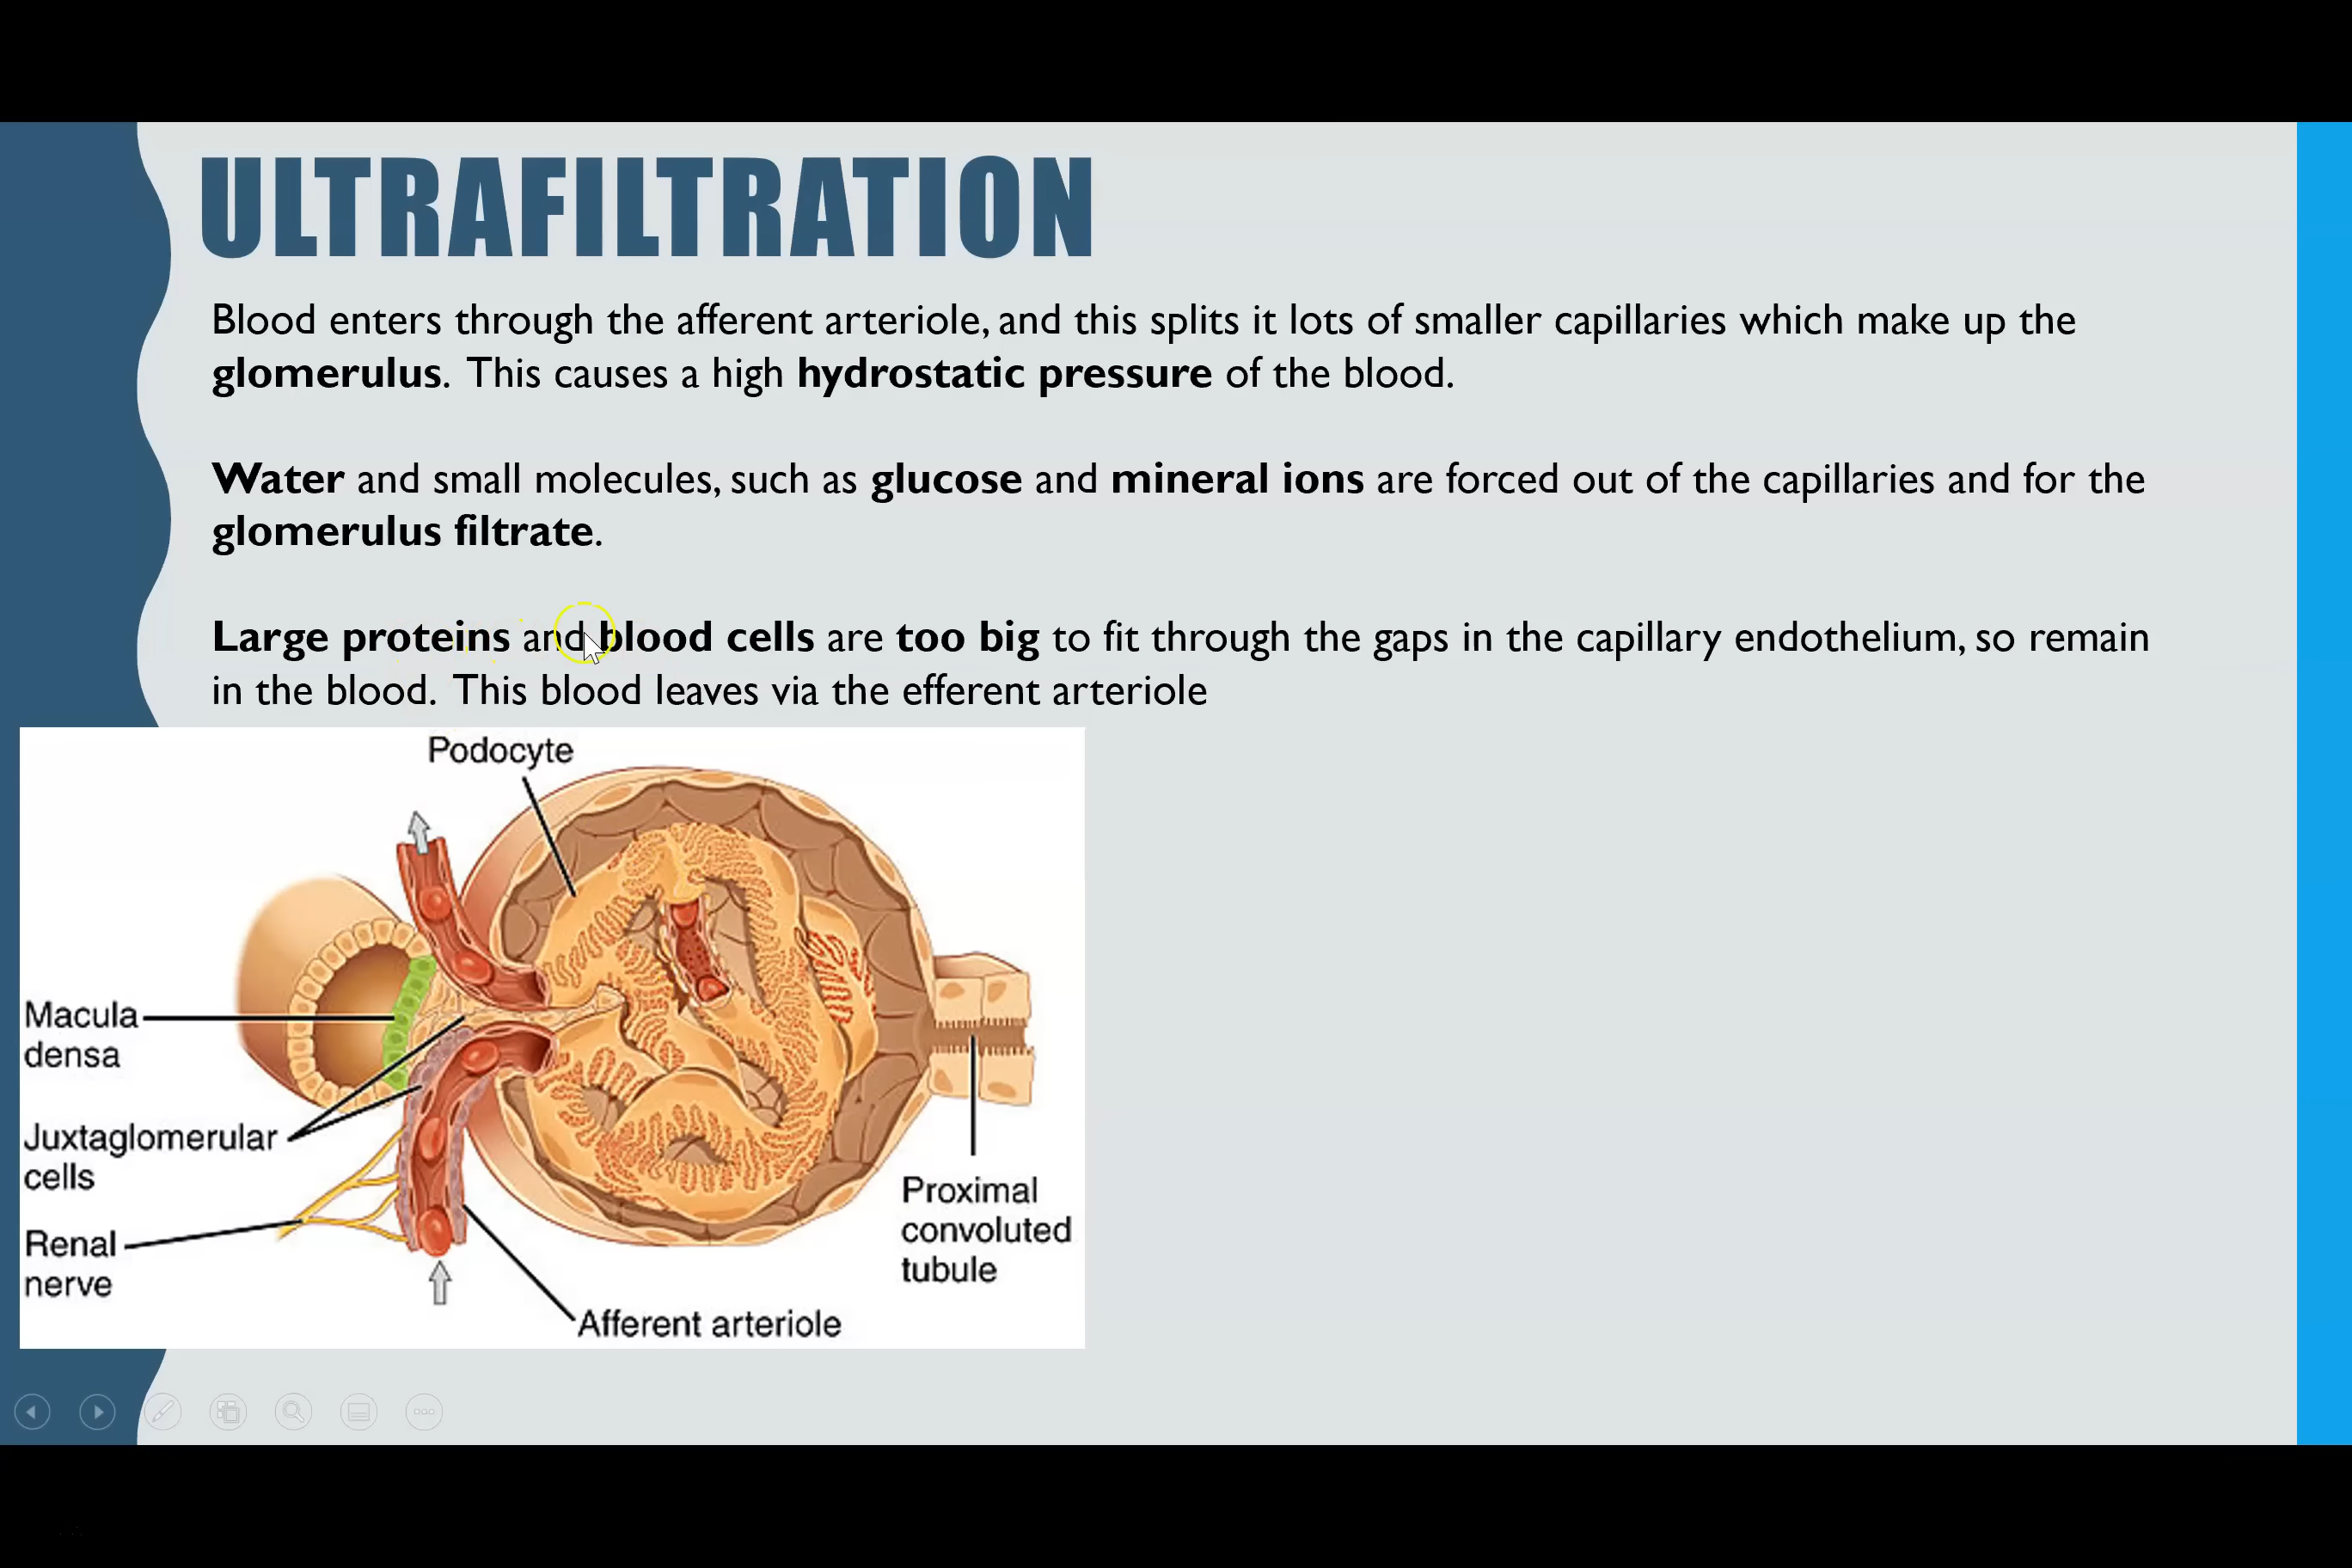 ULTRAFILTRATION
Blood enters through the afferent arteriole, and this splits it lots of smaller capillaries which make up the
glomerulus. This causes a high hydrostatic pressure of the blood.
Water and small molecules, such as glucose and mineral ions are forced out of the capillaries and for the
glomerulus filtrate.
Large proteins and blood cells are too big to fit through the gaps in the capillary endothelium, so remain
in the blood. This blood leaves via the efferent arteriole
Podocyte
Macula
densa
Juxtaglomerular
cells
Renal
nerve
Afferent arteriole
Proximal
convoluted
tubule